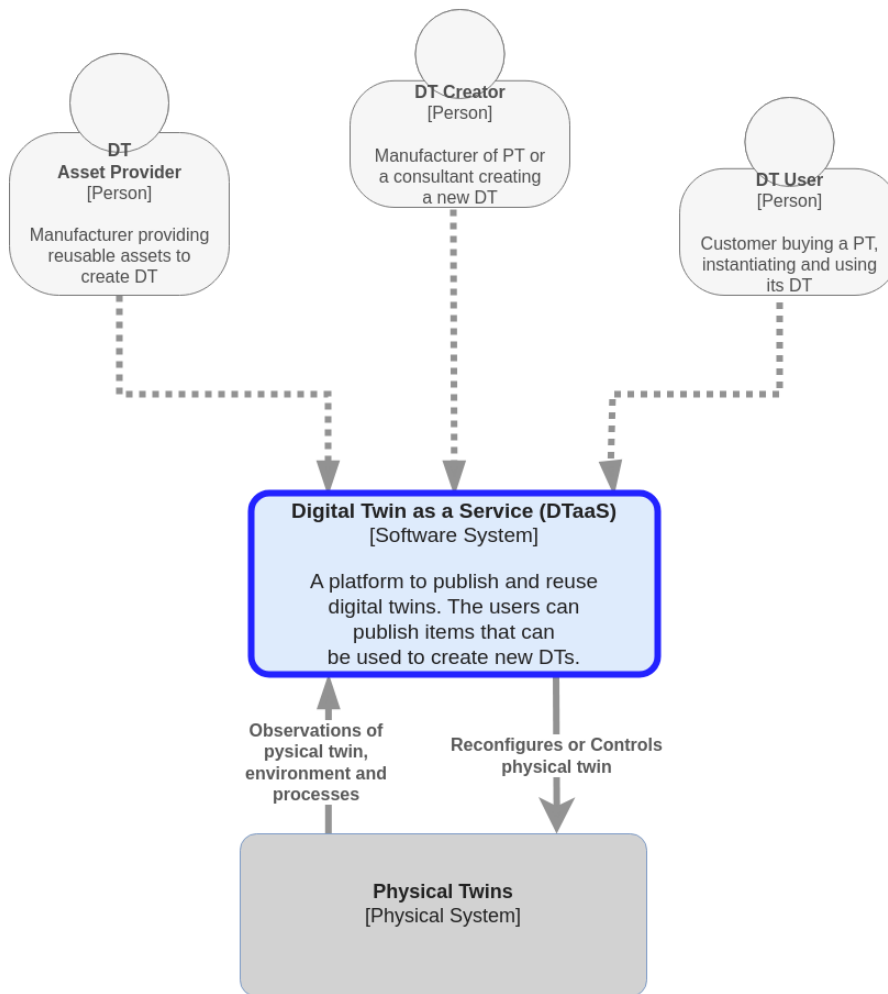 DT
Asset Provider
[Person]
Manufacturer providing
reusable assets to
create DT
DT Creator
[Person]
Manufacturer of PT or
a consultant creating
a new DT
DT User
[Person]
Customer buying a PT,
instantiating and using
its DT
Digital Twin as a Service (DTaaS)
[Software System]
A platform to publish and reuse
digital twins. The users can
publish items that can
be used to create new DTs.
Observations of
pysical twin,
environment and
processes
Reconfigures or Controls
physical twin
Physical Twins
[Physical System]